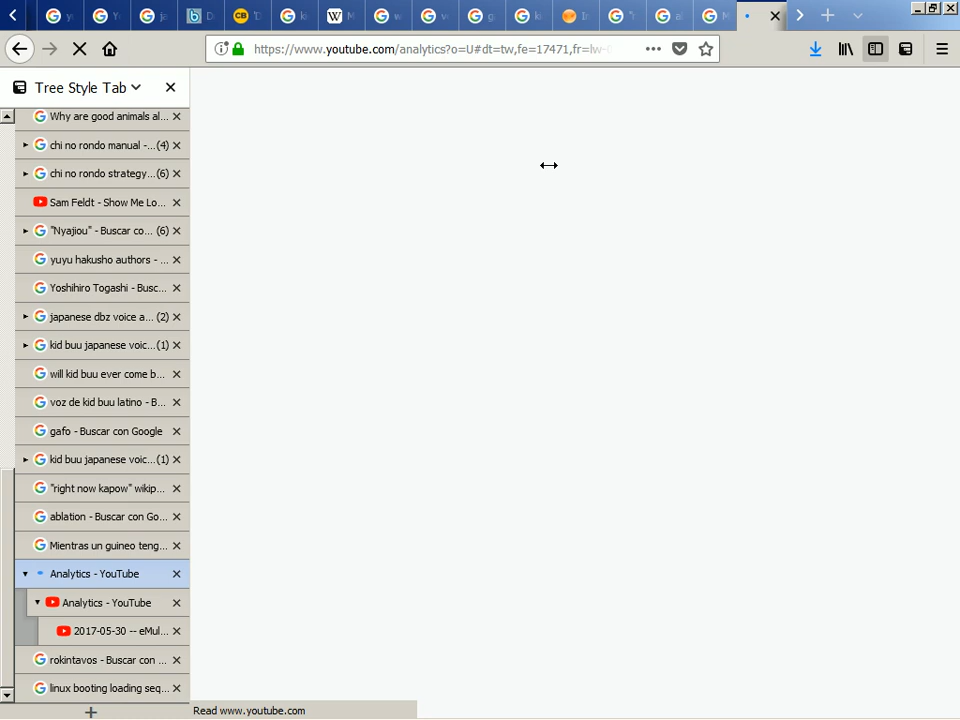 https://www.youtube.com/analytics?o=U#dt=tw,fe=17471,fr=lw-
Tree Style Tab
Why are good animals al...
chi no rondo manual -...(4)
chi no rondo strategy...(6)
Sam Feldt - Show Me Lo...
"Nyajiou" - Buscar co... (6)
yuyu hakusho authors - ...
Yoshihiro Togashi - Busc...
japanese dbz voice a... (2)
kid buu japanese voic...(1)
will kid buu ever come b...
voz de kid buu latino - B...
gafo - Buscar con Google
kid buu japanese voic...(1)
"right now kapow" wikip...
ablation - Buscar con Go...
Mientras un guineo teng...
Analytics - YouTube
Analytics - YouTube
2017-05-30 -- eMul...
rokintavos - Buscar con ...
linux booting loading seq...
Read www.youtube.com